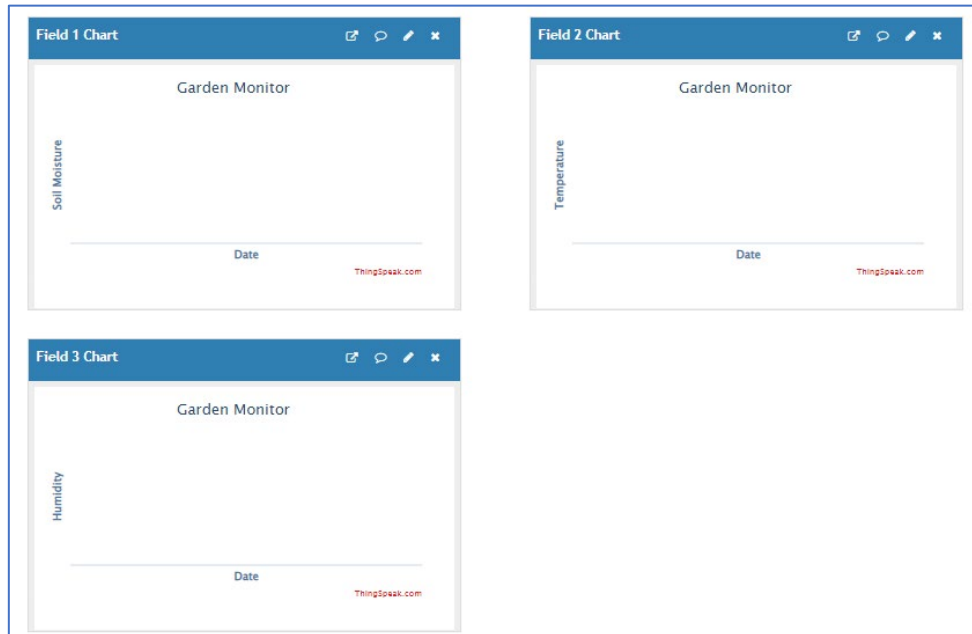 Field 1 Chart
Garden Monitor
Soil Moisture
Date
ThingSpeak.com
Field 2 Chart
Garden Monitor
Temperature
Date
ThingSpeak.com
Field 3 Chart
Garden Monitor
Humidity
Date
ThingSpeak.com